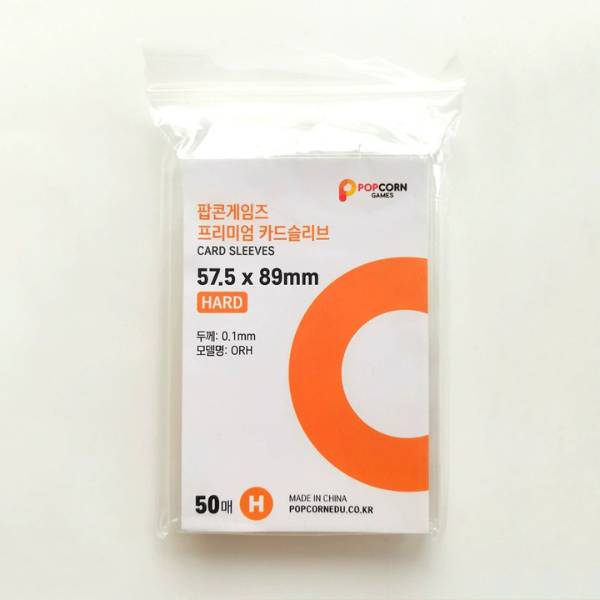 POPCORN
GAMES
팝콘게임즈
프리미엄 카드슬리브
CARD SLEEVES
57.5 x 89mm
HARD
두께: 0.1mm
모델명: ORH
50매 H
MADE IN CHINA
POPCORNEDU.CO.KR